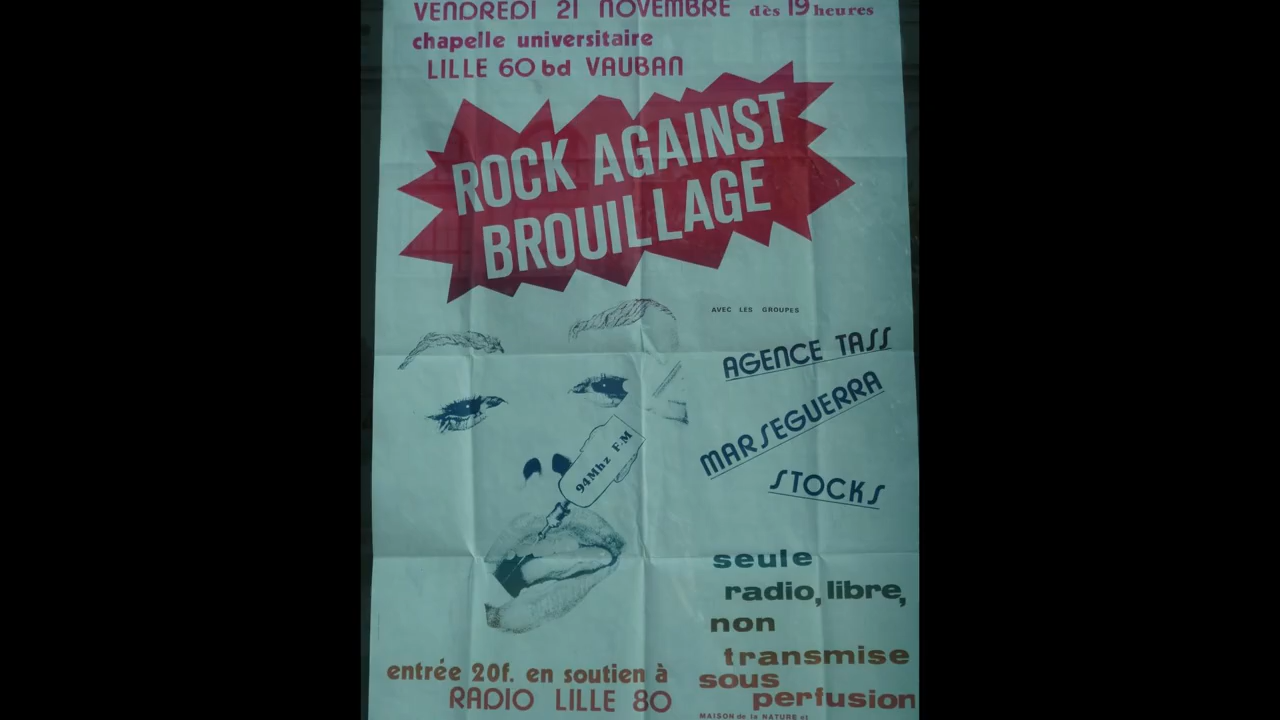 VENDREDI 21 NOVEMBRE dès 19 heures
chapelle universitaire
LILLE 60 bd VAUBAN
ROCK AGAINST
BROUILLAGE
AVEC LES GROUPES
AGENCE TASS
MARSEGUERRA
STOCKS
94Mhz F.M
seule
radio, libre,
non
transmise
sous
perfusion
entrée 20f. en soutien à
RADIO LILLE 80
MAISON de la NATURE et